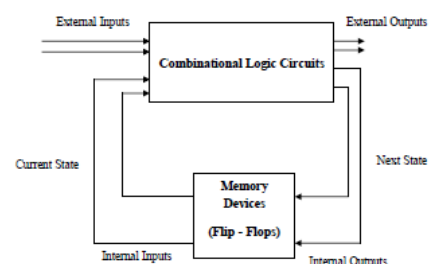 External Inputs
External Outputs
Combinational Logic Circuits
Current State
Next State
Memory
Devices
(Flip - Flops)
Internal Inputs
Internal Outputs